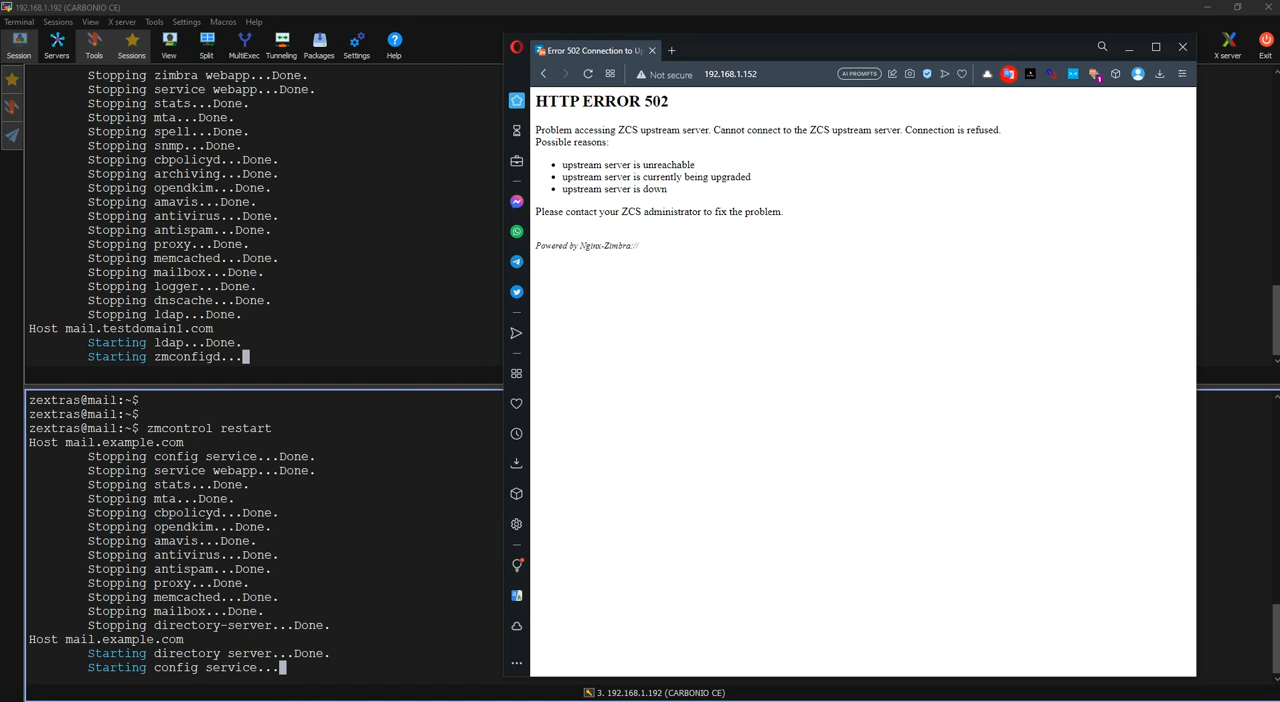 192.168.1.192 (CARBONIO CE)
Terminal Sessions View X server Tools Settings Macros Help
Session Servers Tools Sessions View Split MultiExec Tunneling Packages Settings Help
X server Exit
Stopping zimbra webapp...Done.
Stopping service webapp...Done.
Stopping stats...Done.
Stopping mta...Done.
Stopping spell...Done.
Stopping snmp...Done.
Stopping cbpolicyd...Done.
Stopping archiving...Done.
Stopping opendkim...Done.
Stopping amavis...Done.
Stopping antivirus...Done.
Stopping antispam...Done.
Stopping proxy...Done.
Stopping memcached...Done.
Stopping mailbox...Done.
Stopping logger...Done.
Stopping dnscache...Done.
Stopping ldap...Done.
Host mail.testdomain1.com
Starting ldap...Done.
Starting zmconfigd...
zextras@mail:~$
zextras@mail:~$
zextras@mail:~$ zmcontrol restart
Host mail.example.com
Stopping config service...Done.
Stopping service webapp...Done.
Stopping stats...Done.
Stopping mta...Done.
Stopping cbpolicyd...Done.
Stopping opendkim...Done.
Stopping amavis...Done.
Stopping antivirus...Done.
Stopping antispam...Done.
Stopping proxy...Done.
Stopping memcached...Done.
Stopping mailbox...Done.
Stopping directory-server...Done.
Host mail.example.com
Starting directory server...Done.
Starting config service...
Error 502 Connection to U
Not secure 192.168.1.152
AI PROMPTS
HTTP ERROR 502
Problem accessing ZCS upstream server. Cannot connect to the ZCS upstream server. Connection is refused.
Possible reasons:
• upstream server is unreachable
• upstream server is currently being upgraded
• upstream server is down
Please contact your ZCS administrator to fix the problem.
Powered by Nginx-Zimbra://
3. 192.168.1.192 (CARBONIO CE)